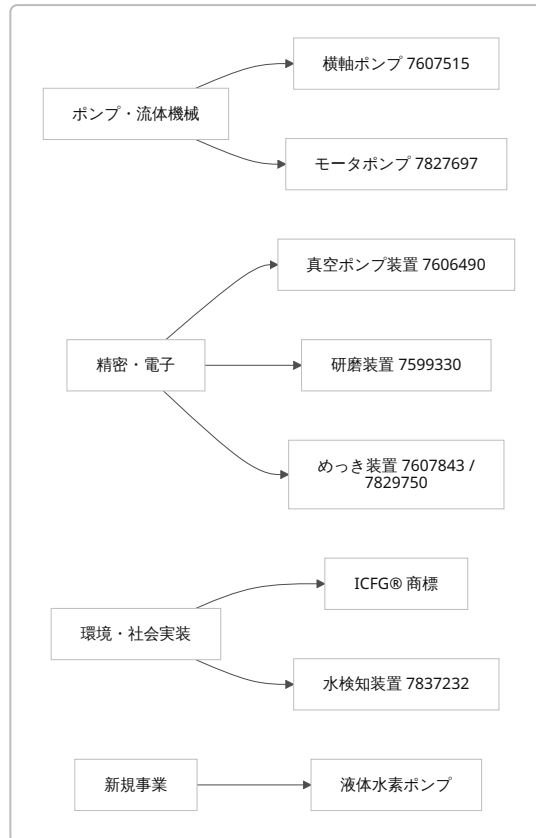 ポンプ・流体機械
横軸ポンプ 7607515
モータポンプ 7827697
精密・電子
真空ポンプ装置 7606490
研磨装置 7599330
めっき装置 7607843 /
7829750
環境・社会実装
ICFG® 商標
水検知装置 7837232
新規事業
液体水素ポンプ